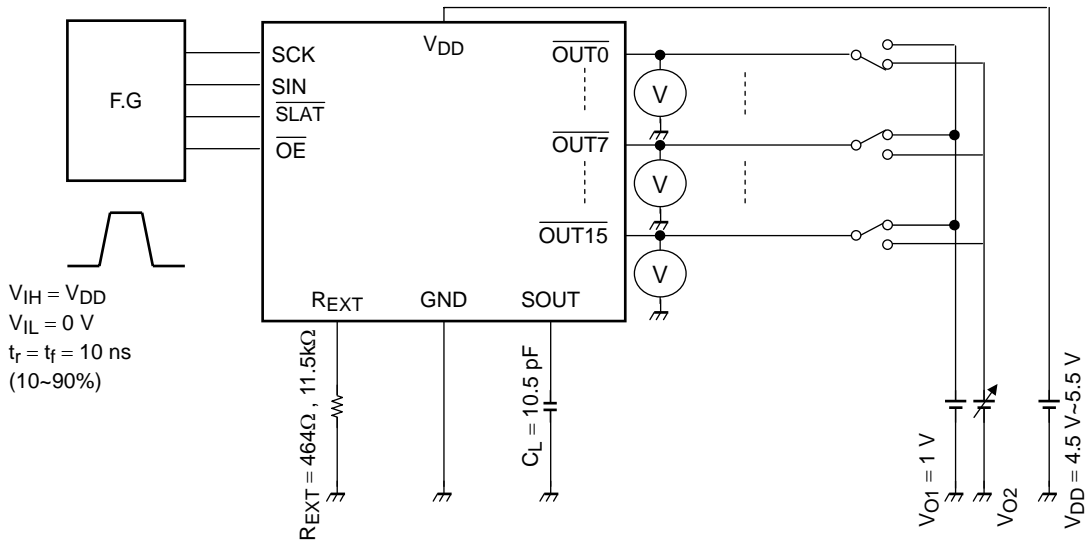 F.G
SCK
SIN
SLAT
OE
VDD
OUT0
OUT7
OUT15
V
V
V
REXT
GND
SOUT
VIH = VDD
VIL = 0 V
tr = tf = 10 ns
(10~90%)
REXT = 464Ω , 11.5kΩ
CL = 10.5 pF
VO1 = 1 V
VO2
VDD = 4.5 V~5.5 V